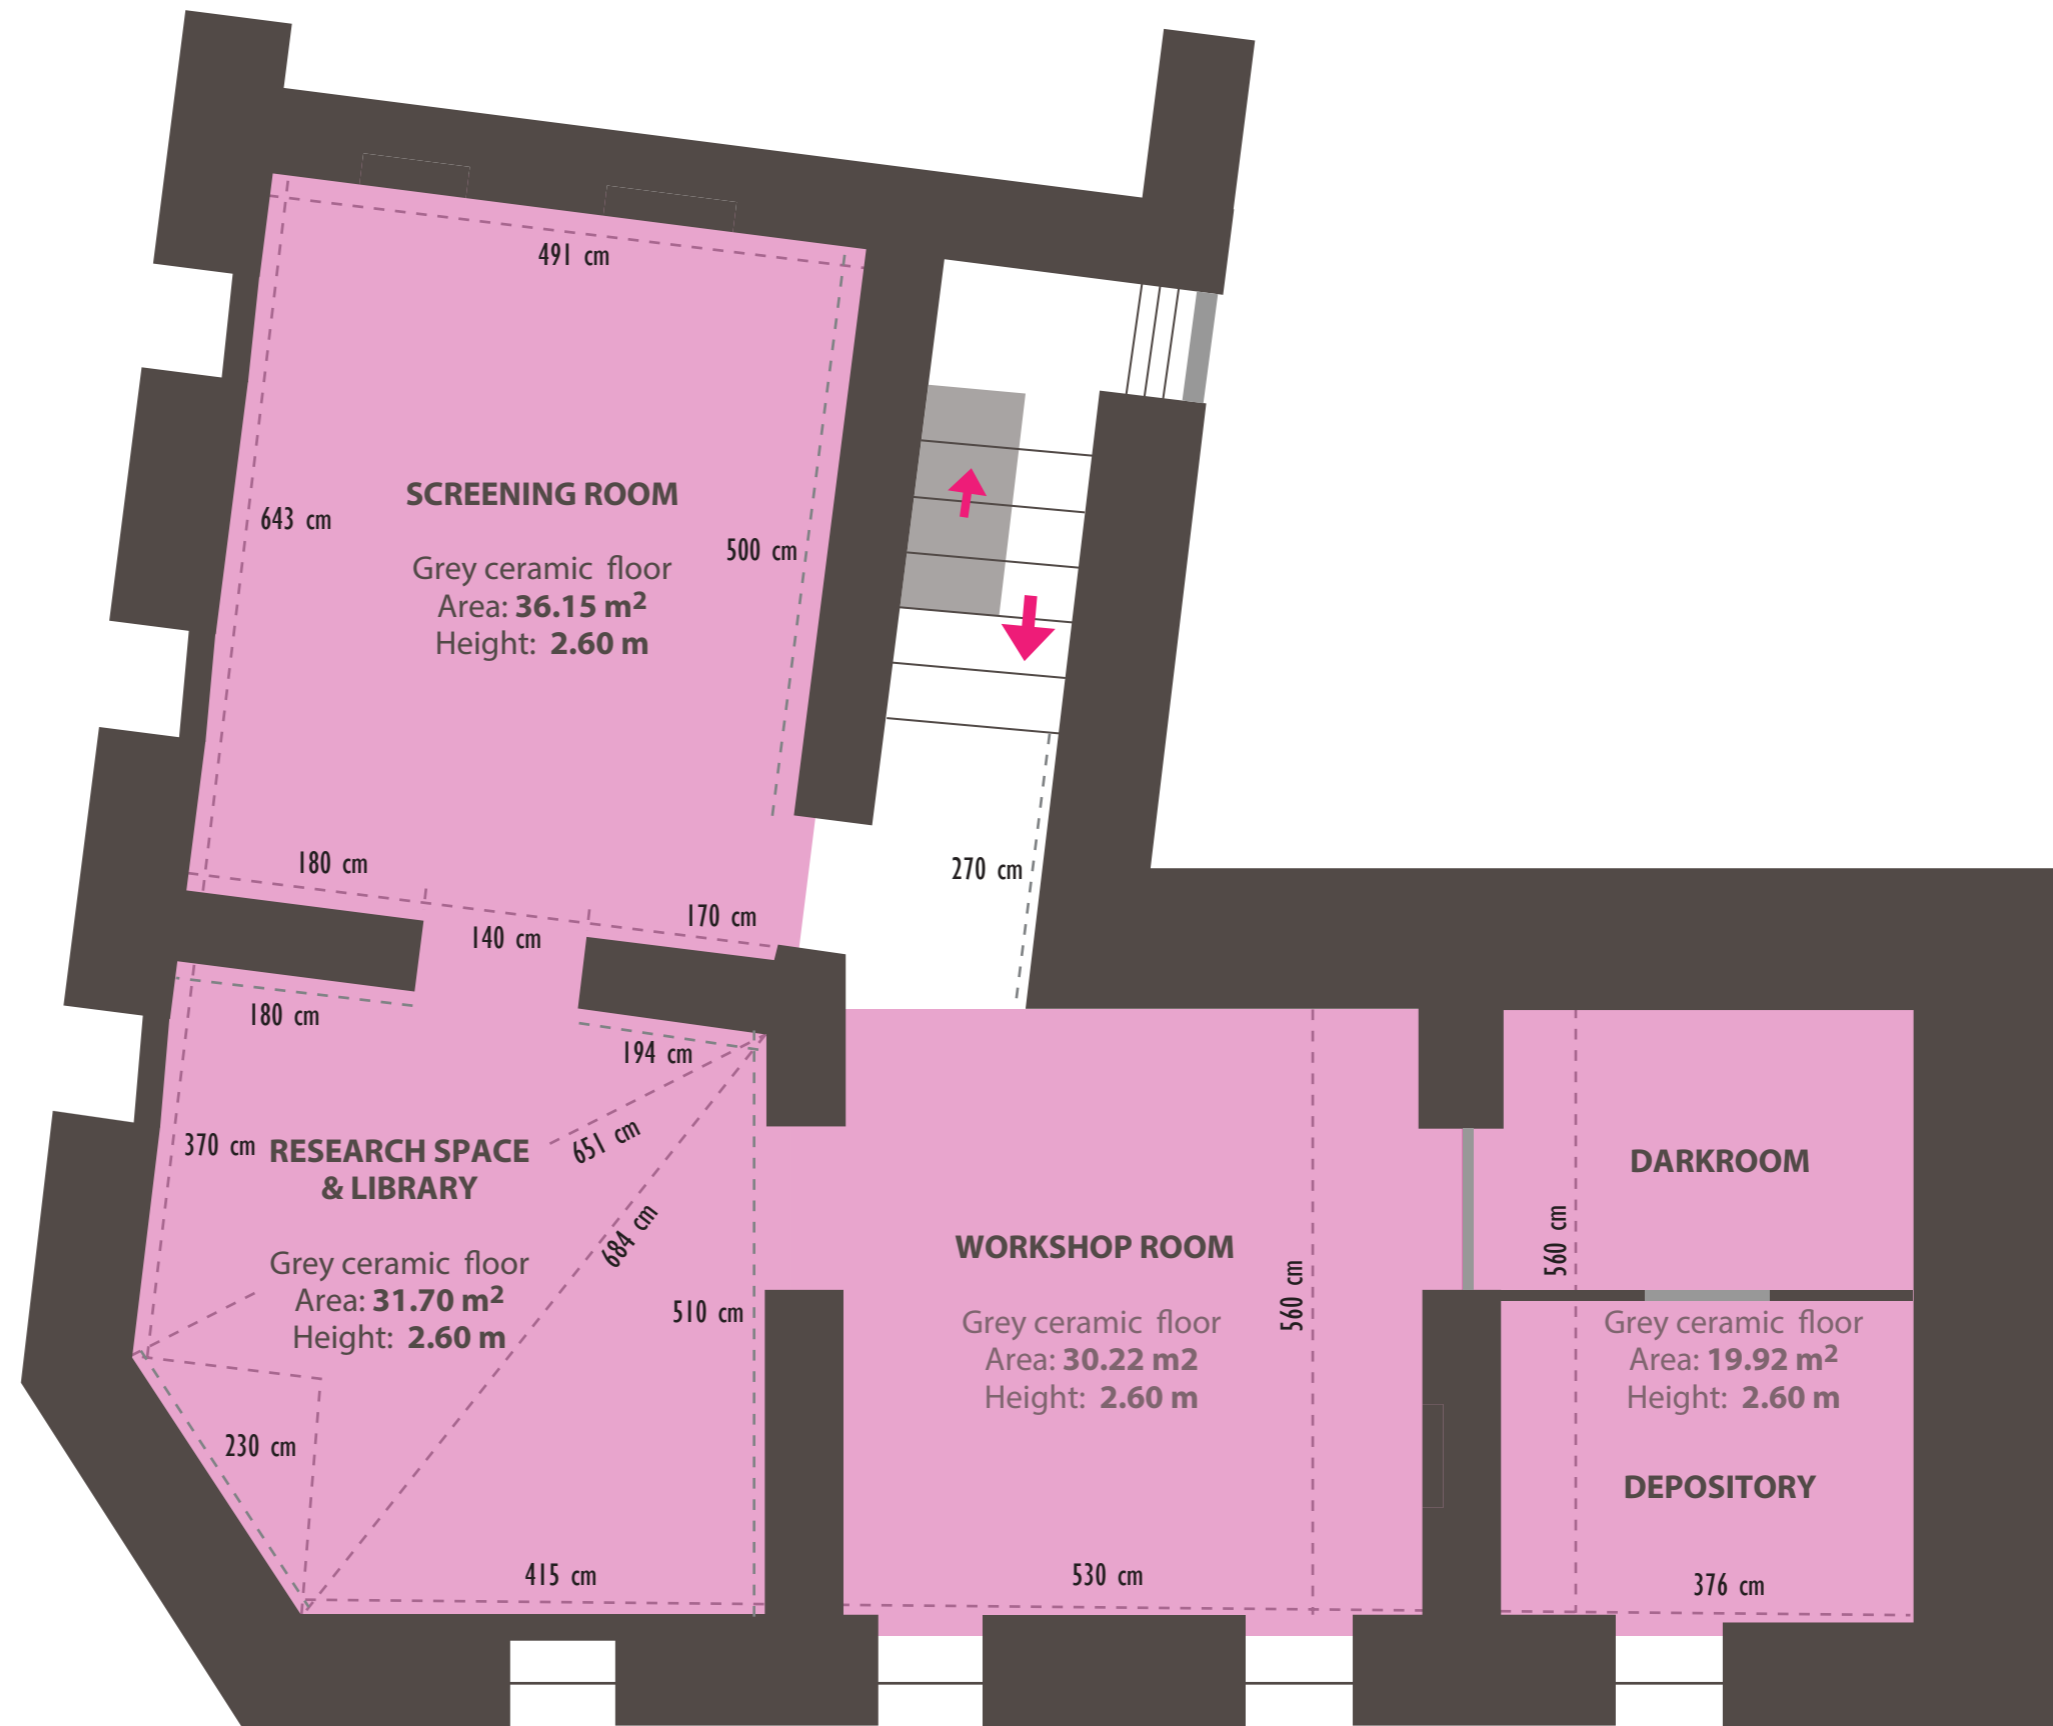 491 cm
SCREENING ROOM
643 cm
500 cm
Grey ceramic floor
Area: 36.15 m²
Height: 2.60 m
180 cm
140 cm
170 cm
270 cm
180 cm
194 cm
651 cm
370 cm
RESEARCH SPACE
& LIBRARY
684 cm
Grey ceramic floor
Area: 31.70 m²
Height: 2.60 m
510 cm
230 cm
415 cm
WORKSHOP ROOM
560 cm
Grey ceramic floor
Area: 30.22 m2
Height: 2.60 m
530 cm
DARKROOM
560 cm
Grey ceramic floor
Area: 19.92 m²
Height: 2.60 m
DEPOSITORY
376 cm